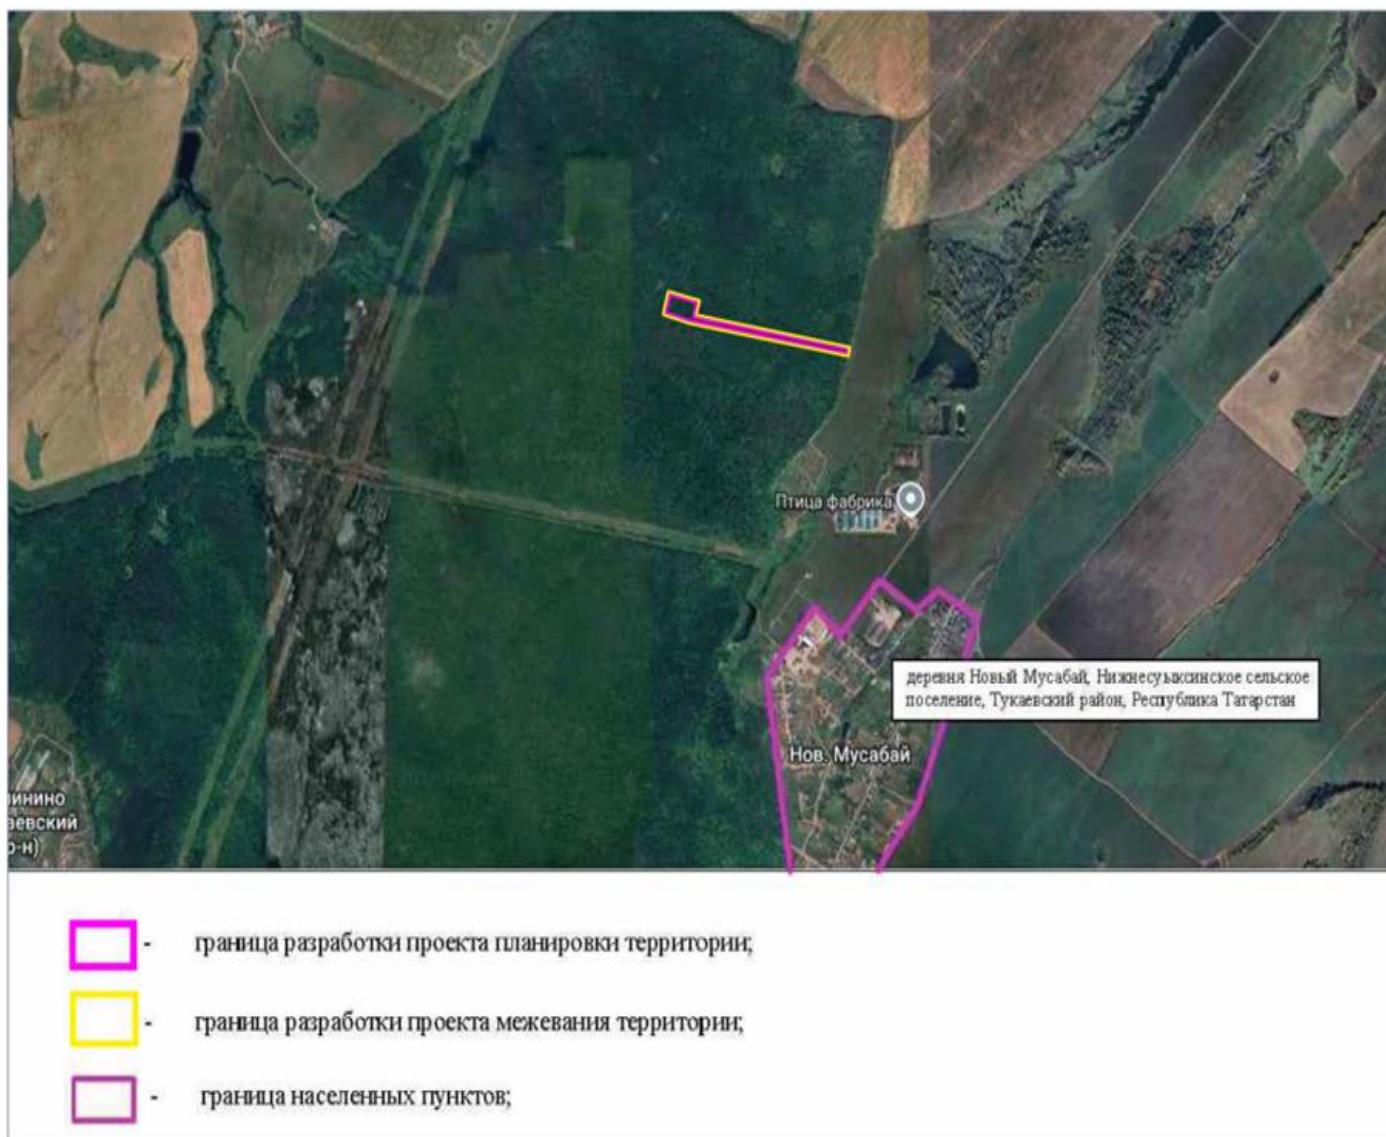 Птица фабрика
деревня Новый Мусабай, Нижнесуыксинское сельское
поселение, Тукаевский район, Республика Татарстан
Нов. Мусабай
инино
аевский
р-н)
- граница разработки проекта планировки территории;
- граница разработки проекта межевания территории;
- граница населенных пунктов;